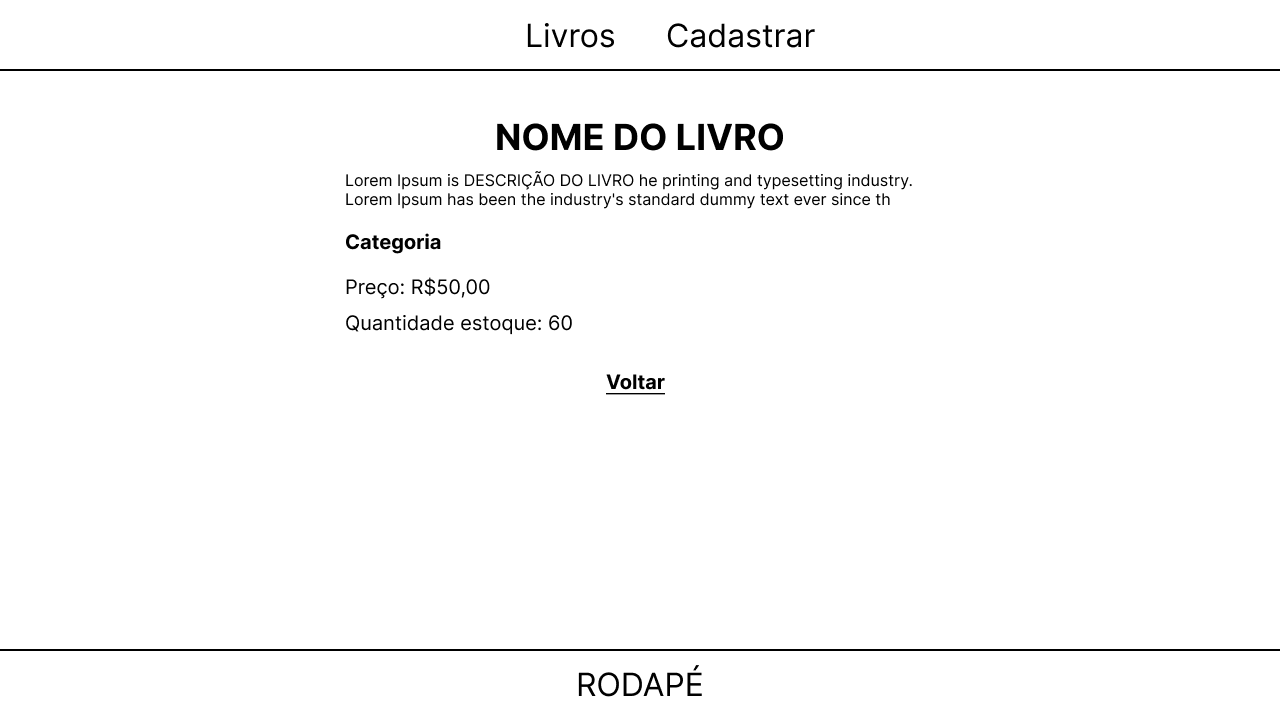 Livros Cadastrar
NOME DO LIVRO
Lorem Ipsum is DESCRIÇÃO DO LIVRO he printing and typesetting industry.
Lorem Ipsum has been the industry's standard dummy text ever since th
Categoria
Preço: R$50,00
Quantidade estoque: 60
Voltar
RODAPÉ